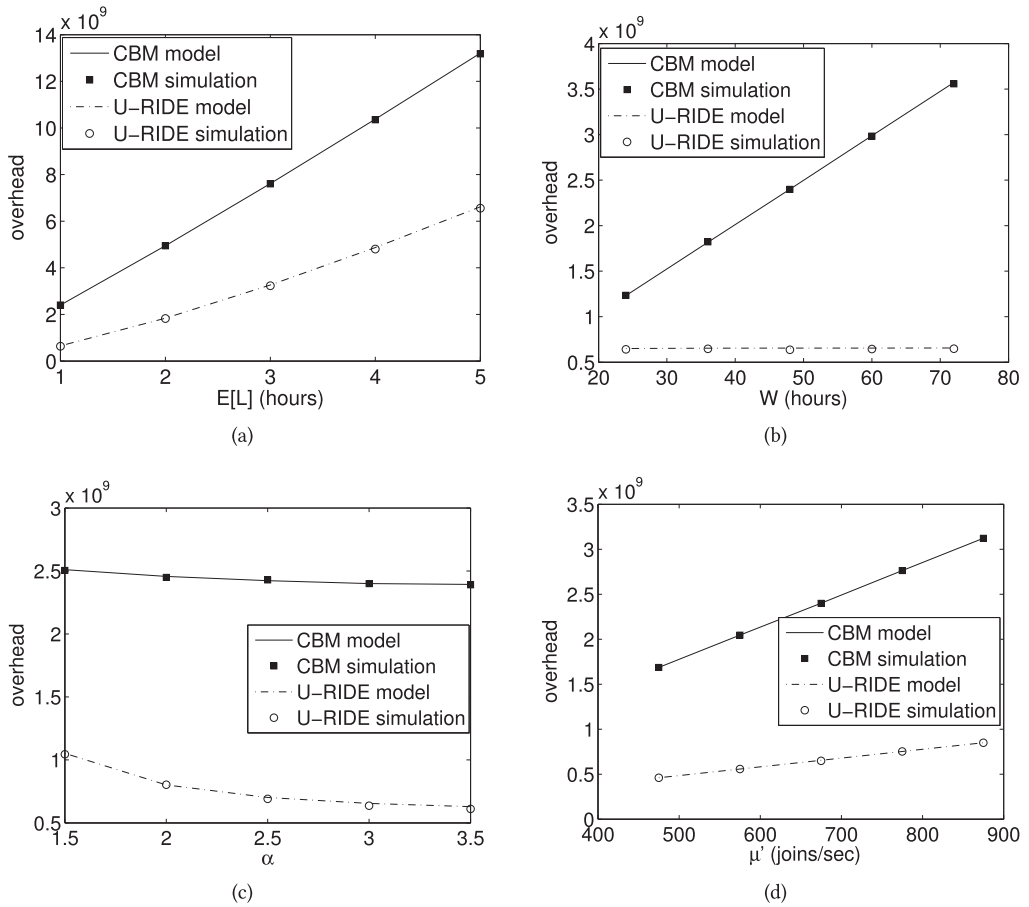 x 10^9
14
12
10
8
6
4
2
0
overhead
CBM model
CBM simulation
U−RIDE model
U−RIDE simulation
1 2 3 4 5
E[L] (hours)
(a)
x 10^9
4
3.5
3
2.5
2
1.5
1
0.5
overhead
CBM model
CBM simulation
U−RIDE model
U−RIDE simulation
20 30 40 50 60 70 80
W (hours)
(b)
x 10^9
3
2.5
2
1.5
1
0.5
overhead
CBM model
CBM simulation
U−RIDE model
U−RIDE simulation
1.5 2 2.5 3 3.5
α
(c)
x 10^9
3.5
3
2.5
2
1.5
1
0.5
0
overhead
CBM model
CBM simulation
U−RIDE model
U−RIDE simulation
400 500 600 700 800 900
μ' (joins/sec)
(d)